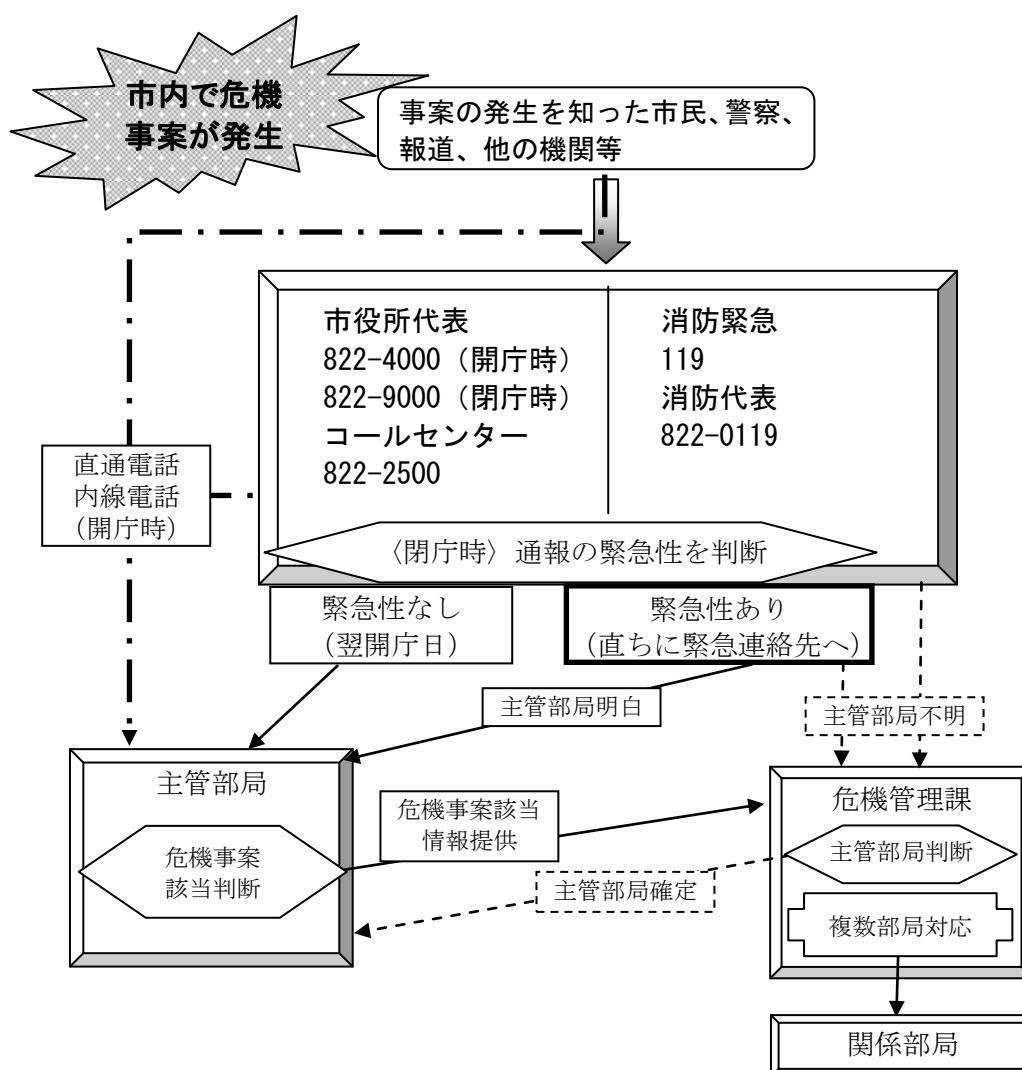 市内で危機
事案が発生
事案の発生を知った市民、警察、
報道、他の機関等
市役所代表
822-4000（開庁時）
822-9000（閉庁時）
コールセンター
822-2500
消防緊急
119
消防代表
822-0119
直通電話
内線電話
（開庁時）
〈閉庁時〉通報の緊急性を判断
緊急性なし
（翌開庁日）
緊急性あり
（直ちに緊急連絡先へ）
主管部局明白
主管部局不明
主管部局
危機事案
該当判断
危機事案該当
情報提供
主管部局確定
危機管理課
主管部局判断
複数部局対応
関係部局